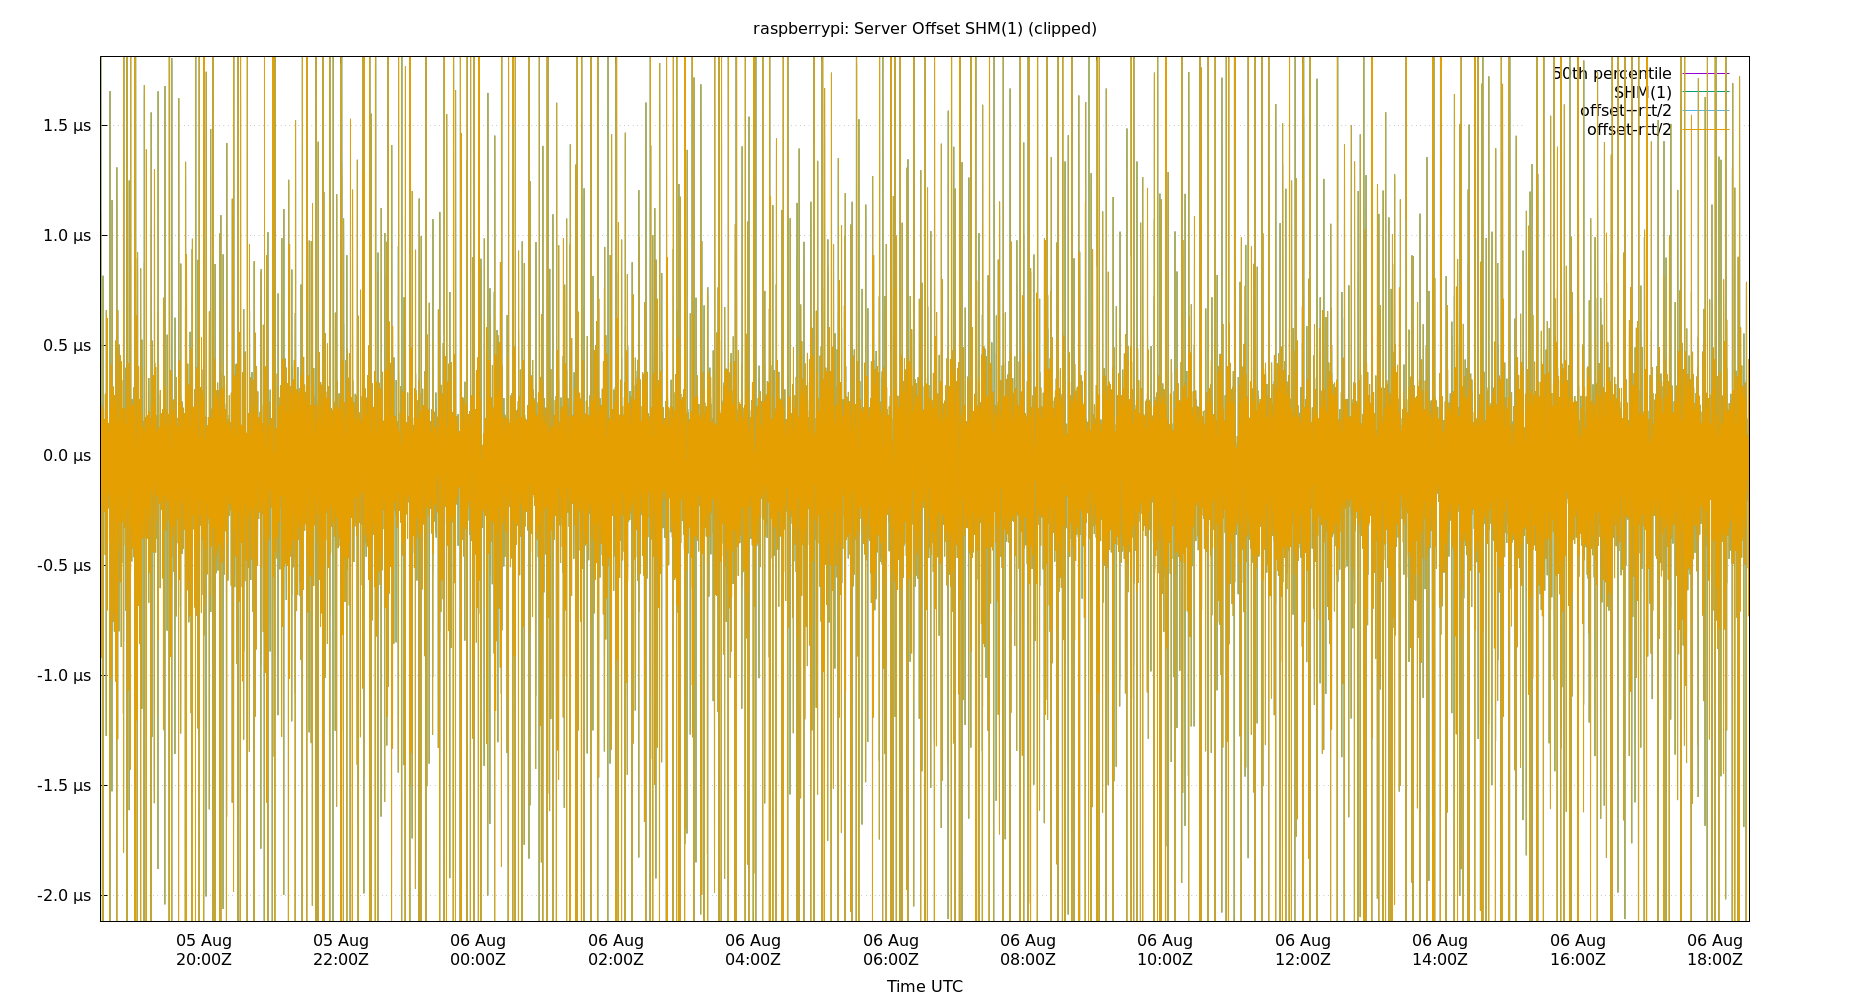 raspberrypi: Server Offset SHM(1) (clipped)
50th percentile
SHM(1)
offset+rtt/2
offset-rtt/2
1.5 µs
1.0 µs
0.5 µs
0.0 µs
-0.5 µs
-1.0 µs
-1.5 µs
-2.0 µs
05 Aug 05 Aug 06 Aug 06 Aug 06 Aug 06 Aug 06 Aug 06 Aug 06 Aug 06 Aug 06 Aug 06 Aug
20:00Z 22:00Z 00:00Z 02:00Z 04:00Z 06:00Z 08:00Z 10:00Z 12:00Z 14:00Z 16:00Z 18:00Z
Time UTC